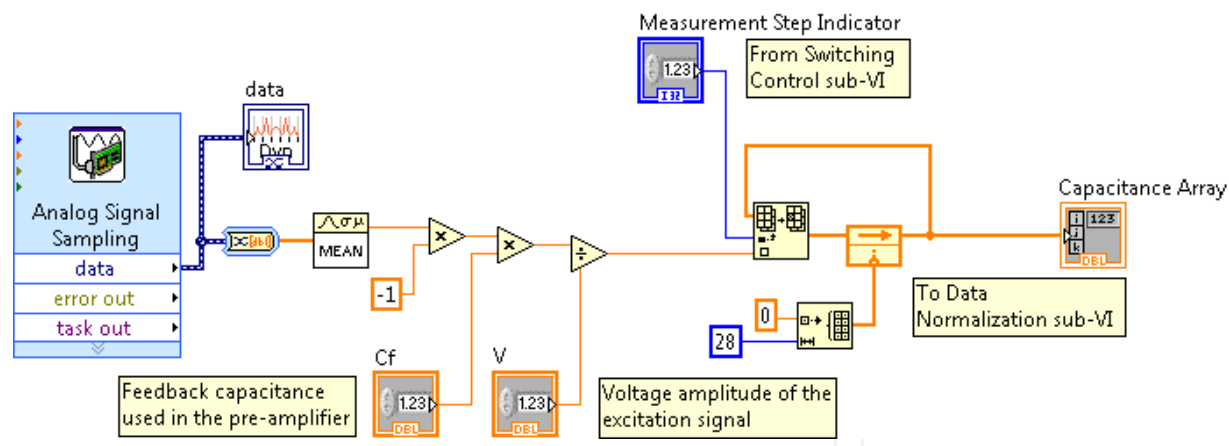 Measurement Step Indicator
1.23
I32
From Switching
Control sub-VI
data
Analog Signal
Sampling
data
error out
task out
MEAN
-1
Capacitance Array
i
j
k
123
DBL
0
28
To Data
Normalization sub-VI
Feedback capacitance
used in the pre-amplifier
Cf
1.23
DBL
V
1.23
DBL
Voltage amplitude of the
excitation signal